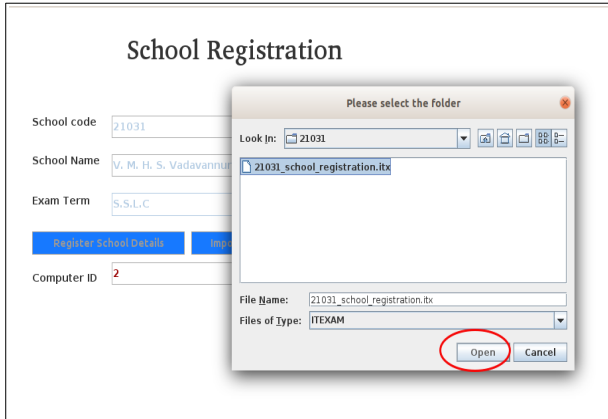 School Registration
Please select the folder
School code
21031
Look In:
21031
School Name
V. M. H. S. Vadavannur
21031_school_registration.itx
Exam Term
S.S.L.C
Register School Details
Impo
Computer ID
2
File Name:
21031_school_registration.itx
Files of Type:
ITEXAM
Open
Cancel